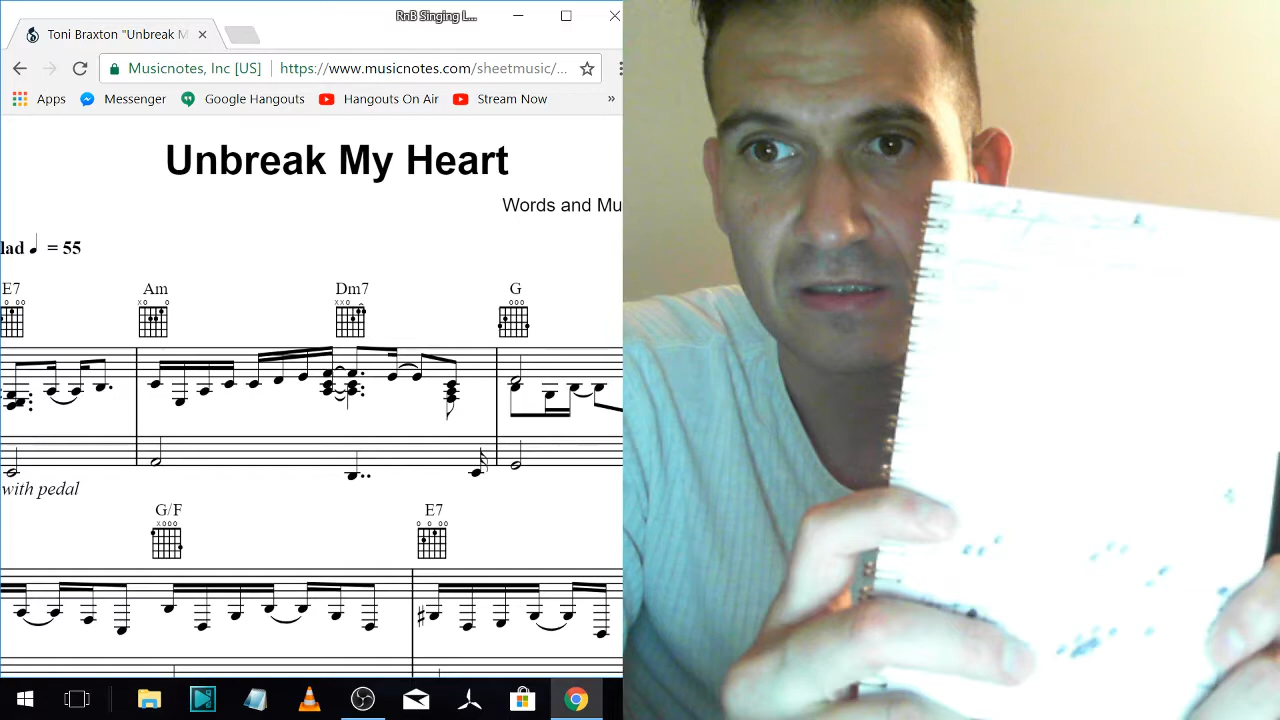 RnB Singing L...
Toni Braxton "Unbreak M
Musicnotes, Inc [US] https://www.musicnotes.com/sheetmusic/...
Apps Messenger Google Hangouts Hangouts On Air Stream Now »
Unbreak My Heart
Words and Mu
lad = 55
E7 Am Dm7 G
with pedal
G/F E7